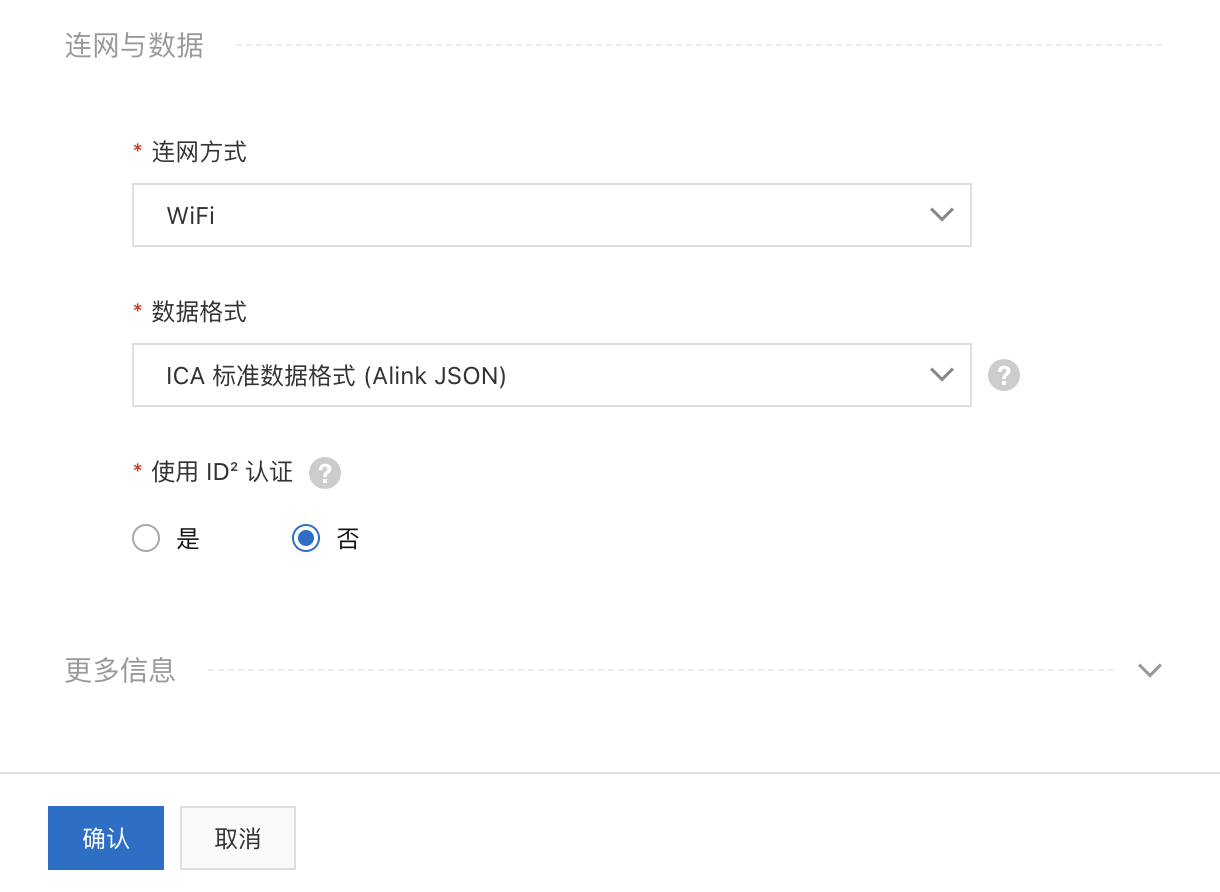 连网与数据
* 连网方式
WiFi
* 数据格式
ICA 标准数据格式 (Alink JSON)
?
* 使用 ID² 认证 ?
是 否
更多信息
确认 取消